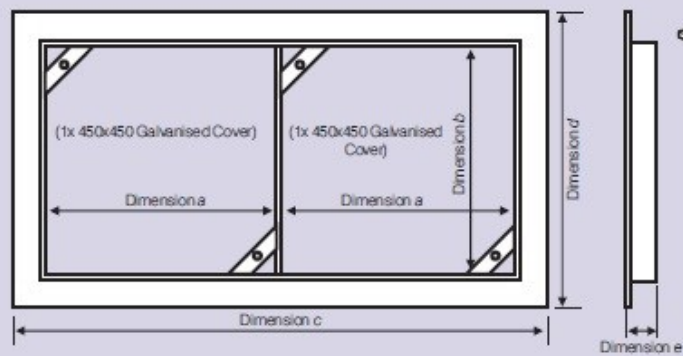 (1x 450x450 Galvanised Cover)
(1x 450x450 Galvanised
Cover)
Dimension a
Dimension a
Dimension b
Dimension d
Dimension c
Dimension e